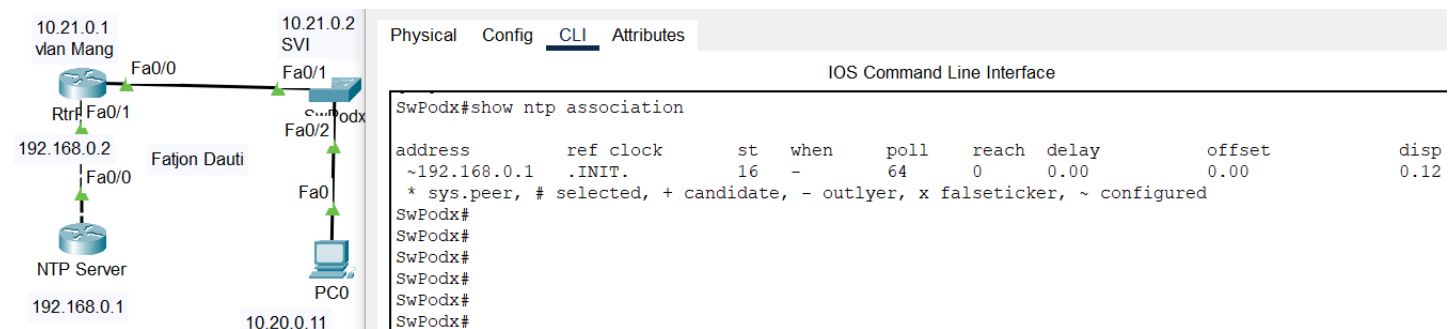 10.21.0.1
vlan Mang
10.21.0.2
SVI
Fa0/0
Fa0/1
Fa0/1
Fa0/2
192.168.0.2
Fatjon Dauti
Fa0/0
Fa0
NTP Server
192.168.0.1
PC0
10.20.0.11
Physical Config CLI Attributes
IOS Command Line Interface
SwPodx#show ntp association
address ref clock st when poll reach delay offset disp
~192.168.0.1 .INIT. 16 - 64 0 0.00 0.00 0.12
* sys.peer, # selected, + candidate, - outlyer, x falseticker, ~ configured
SwPodx#
SwPodx#
SwPodx#
SwPodx#
SwPodx#
SwPodx#